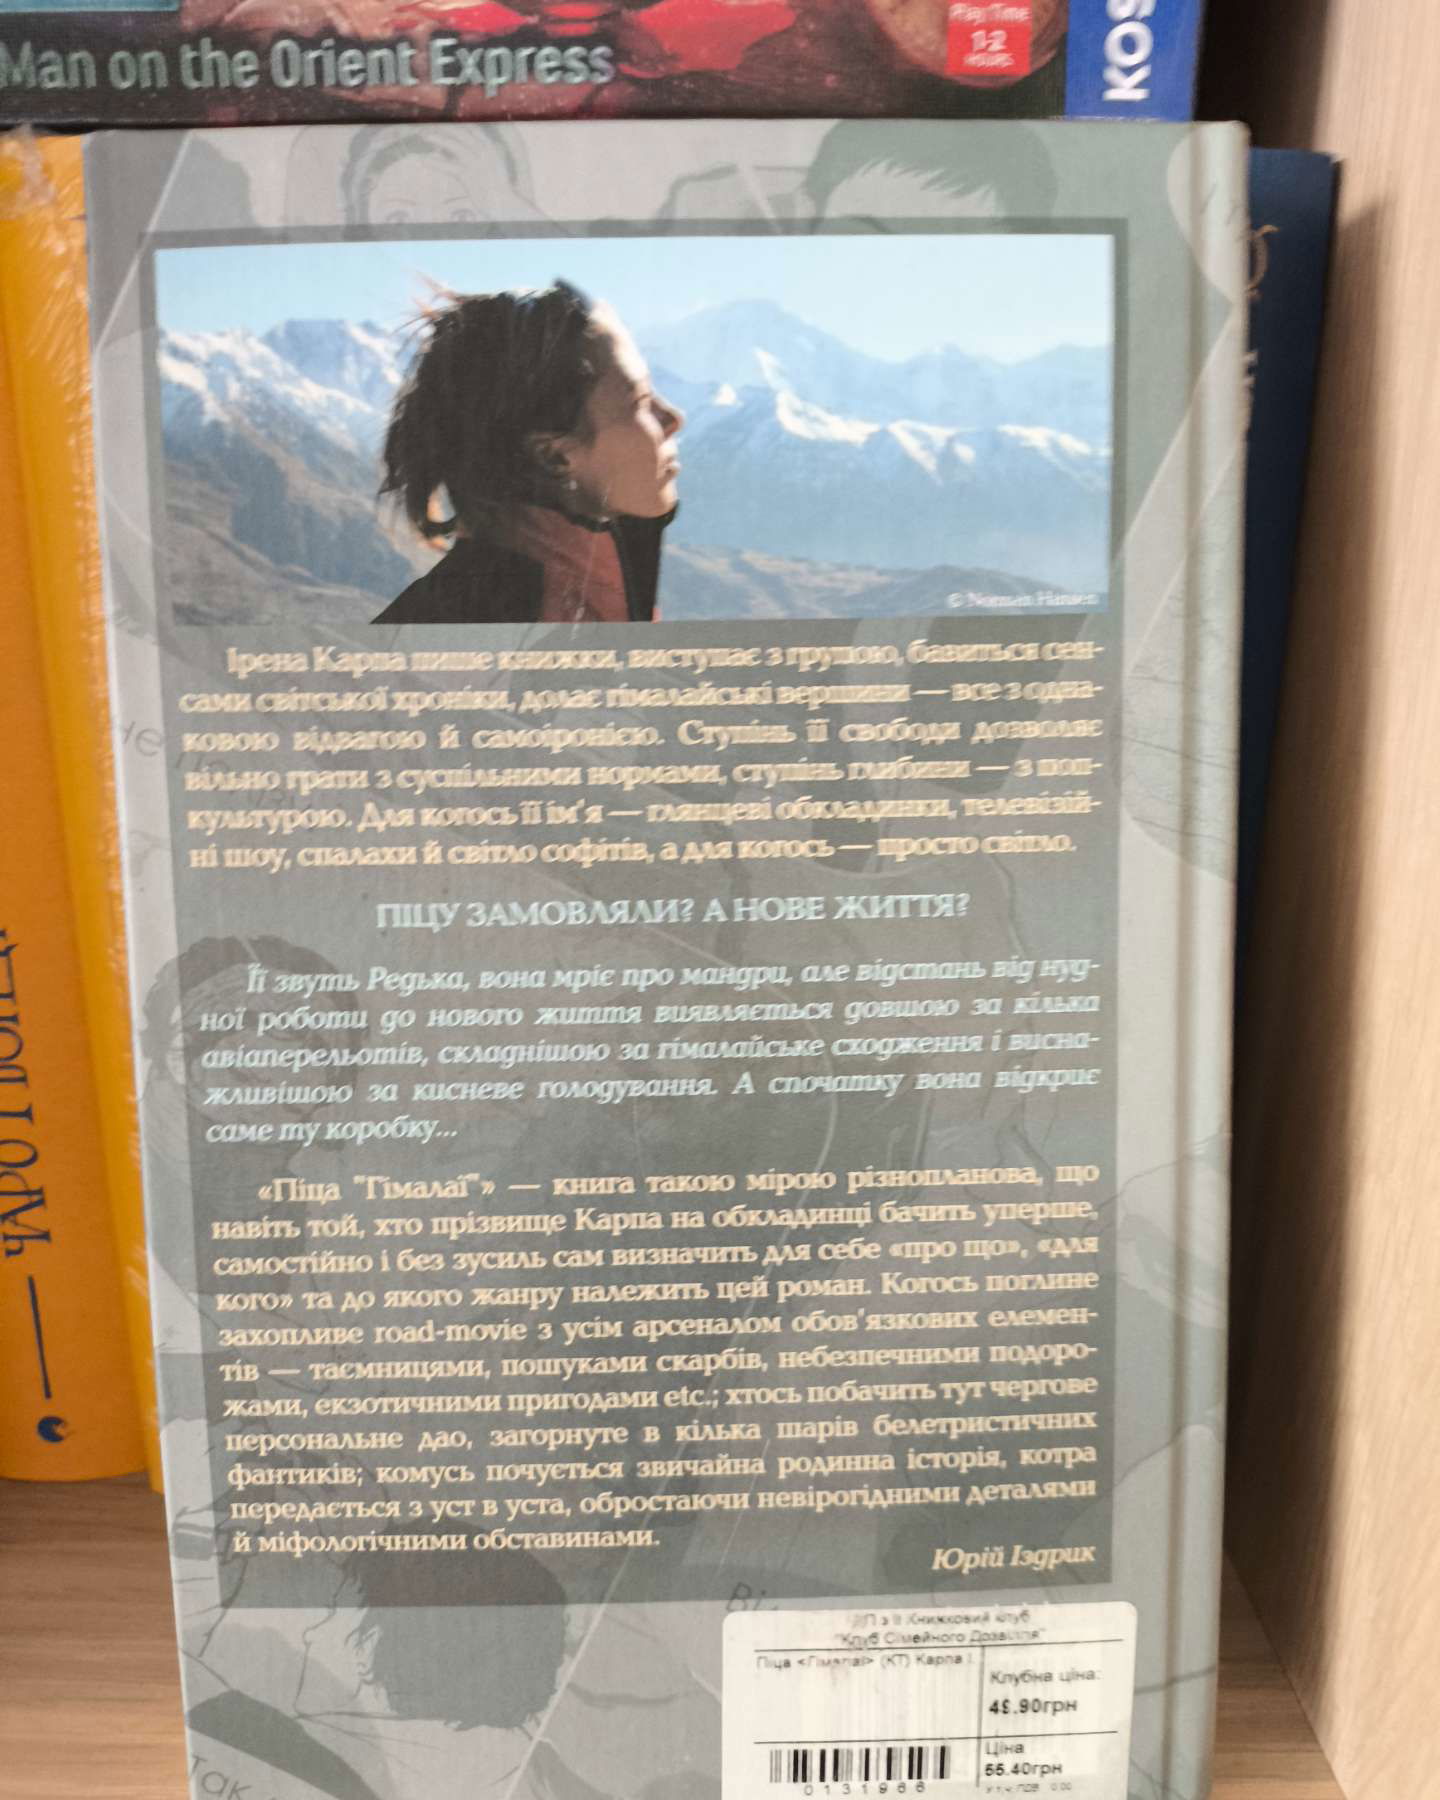 Man on the Orient Express
Play Time
1-2
HOURS
KOS
© Norman Hansen
Ірена Карпа пише книжки, виступає з групою, бавиться сен-
сами світської хроніки, долає гімалайські вершини — все з одна-
ковою відвагою й самоіронією. Ступінь її свободи дозволяє
вільно грати з суспільними нормами, ступінь глибини — з поп-
культурою. Для когось її ім'я — глянцеві обкладинки, телевізій-
ні шоу, спалахи й світло софітів, а для когось — просто світло.
ПІЦУ ЗАМОВЛЯЛИ? А НОВЕ ЖИТТЯ?
Її звуть Редька, вона мріє про мандри, але відстань від нуд-
ної роботи до нового життя виявляється довшою за кілька
авіаперельотів, складнішою за гімалайське сходження і висна-
жливішою за кисневе голодування. А спочатку вона відкриє
саме ту коробку...
«Піца "Гімалаї"» — книга такою мірою різнопланова, що
навіть той, хто прізвище Карпа на обкладинці бачить уперше,
самостійно і без зусиль сам визначить для себе «про що», «для
кого» та до якого жанру належить цей роман. Когось поглине
захопливе road-movie з усім арсеналом обов'язкових елемен-
тів — таємницями, пошуками скарбів, небезпечними подоро-
жами, екзотичними пригодами etc.; хтось побачить тут чергове
персональне дао, загорнуте в кілька шарів белетристичних
фантиків; комусь почується звичайна родинна історія, котра
передається з уст в уста, обростаючи невірогідними деталями
й міфологічними обставинами.
Юрій Іздрик
Книжковий клуб
"Клуб Сімейного Дозвілля"
Піца «Гімалаї» (КТ) Карпа І.
Клубна ціна:
49.90грн
Ціна
55.40грн
0131966
так